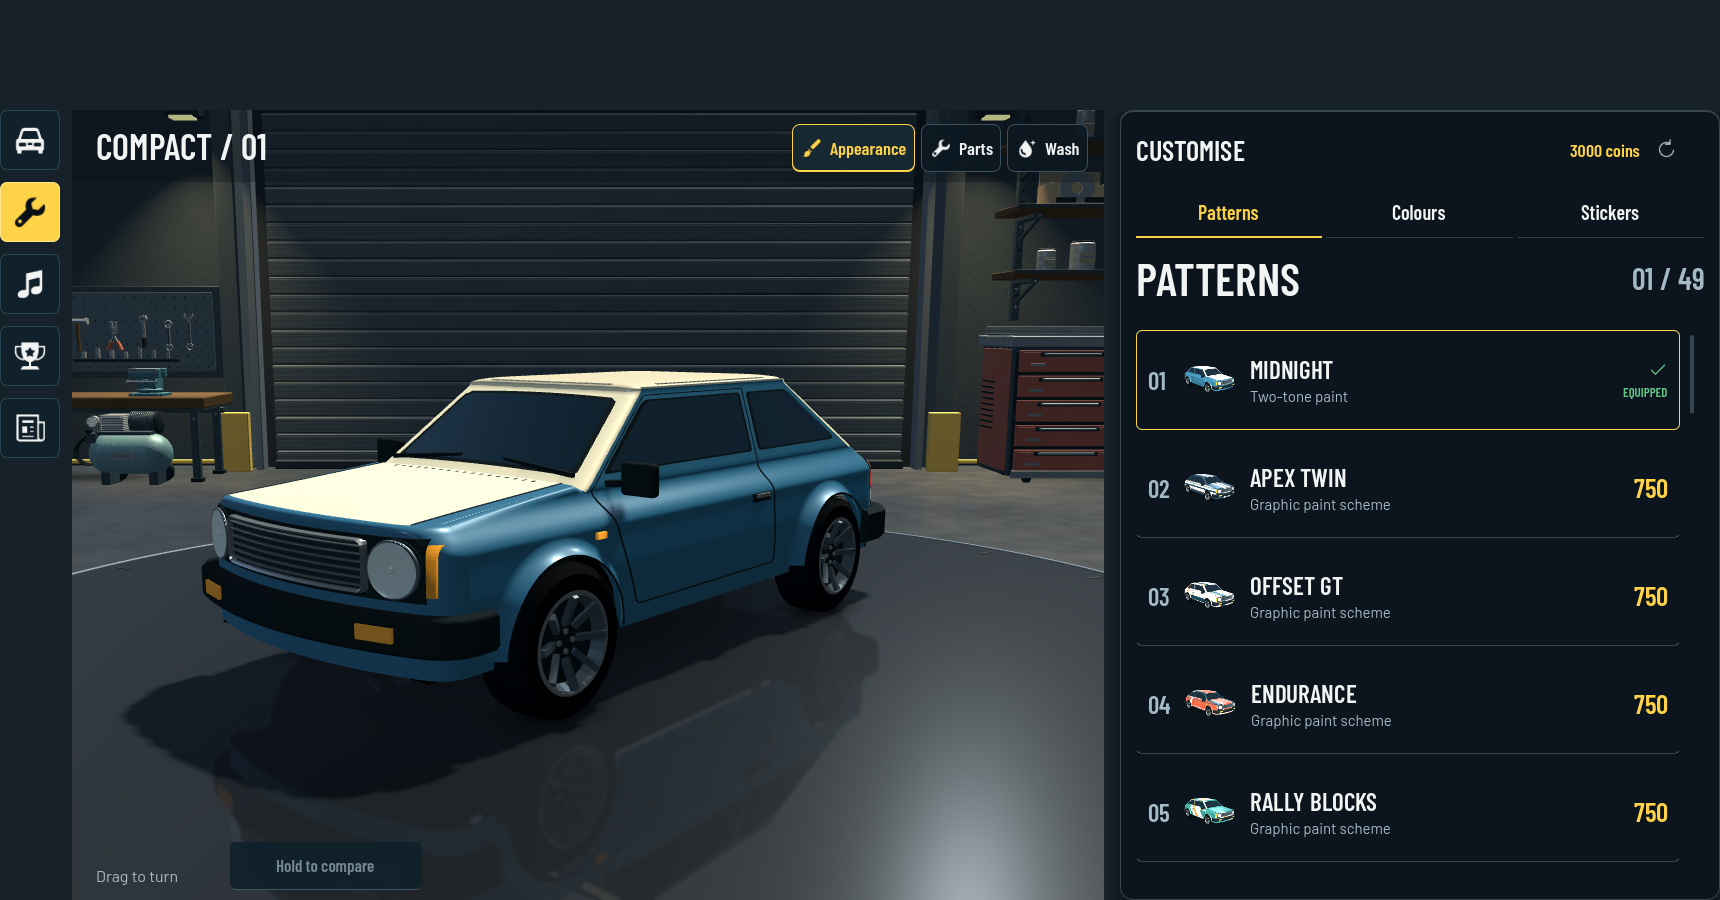 COMPACT / 01
Appearance
Parts
Wash
Drag to turn
Hold to compare
CUSTOMISE
3000 coins
Patterns
Colours
Stickers
PATTERNS
01 / 49
01
MIDNIGHT
Two-tone paint
EQUIPPED
02
APEX TWIN
Graphic paint scheme
750
03
OFFSET GT
Graphic paint scheme
750
04
ENDURANCE
Graphic paint scheme
750
05
RALLY BLOCKS
Graphic paint scheme
750